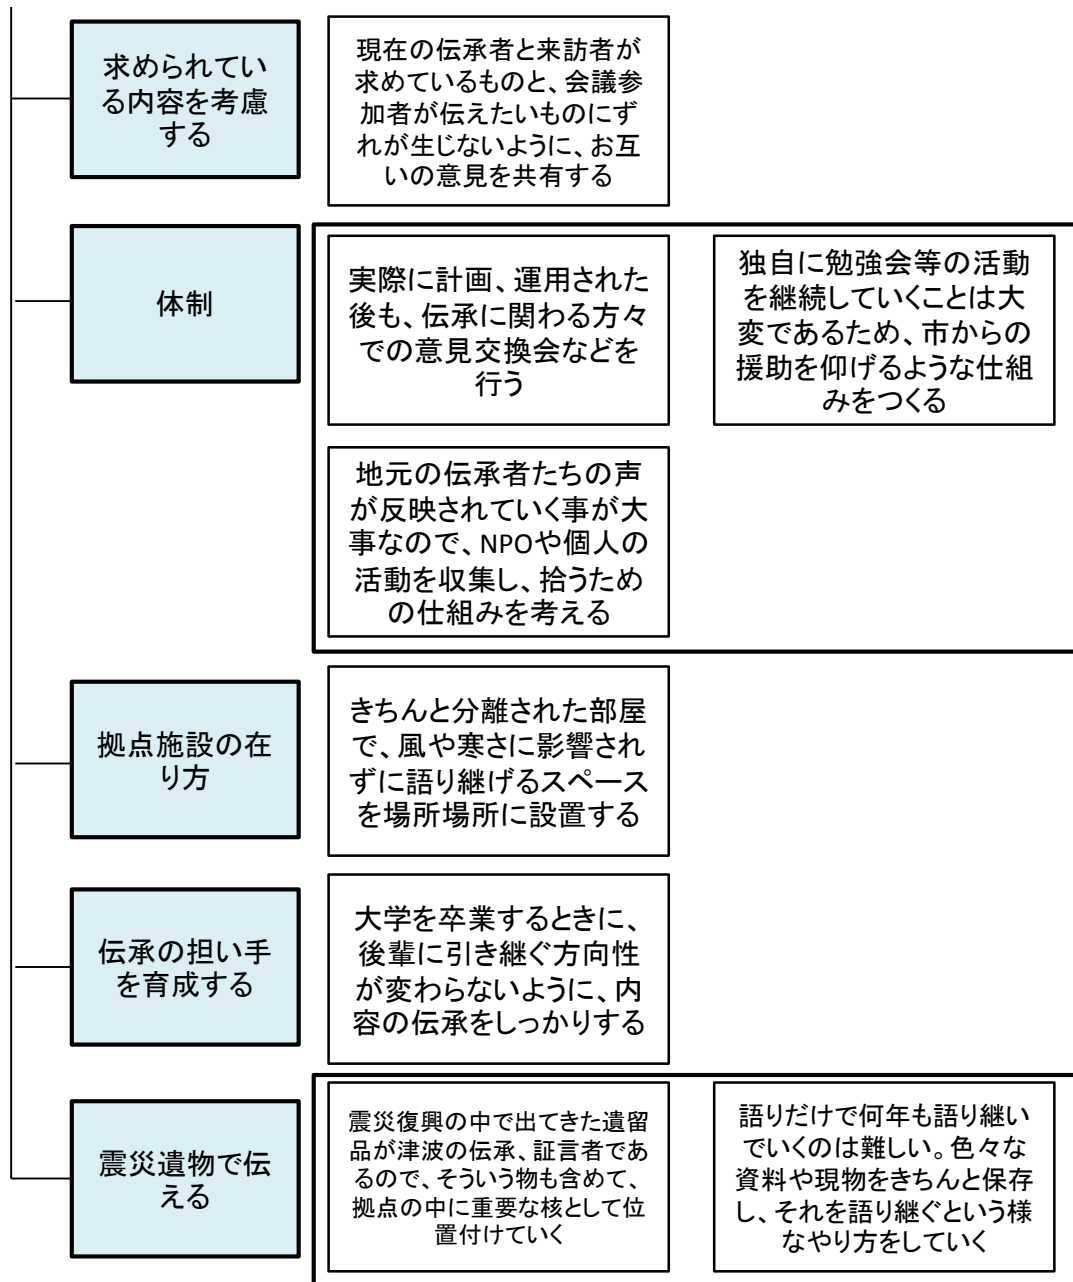 求められてい
る内容を考慮
する
現在の伝承者と来訪者が
求めているものと、会議参
加者が伝えたいものにず
れが生じないように、お互
いの意見を共有する
体制
実際に計画、運用された
後も、伝承に関わる方々
での意見交換会などを
行う
独自に勉強会等の活動
を継続していくことは大
変であるため、市からの
援助を仰げるような仕組
みをつくる
地元の伝承者たちの声
が反映されていく事が大
事なので、NPOや個人の
活動を収集し、拾うため
の仕組みを考える
拠点施設の在
り方
きちんと分離された部屋
で、風や寒さに影響され
ずに語り継げるスペース
を場所場所に設置する
伝承の担い手
を育成する
大学を卒業するときに、
後輩に引き継ぐ方向性
が変わらないように、内
容の伝承をしっかりする
震災遺物で伝
える
震災復興の中で出てきた遺留
品が津波の伝承、証言者であ
るので、そういう物も含めて、
拠点の中に重要な核として位
置付けていく
語りだけで何年も語り継い
でいくのは難しい。色々な
資料や現物をきちんと保存
し、それを語り継ぐという様
なやり方をしていく